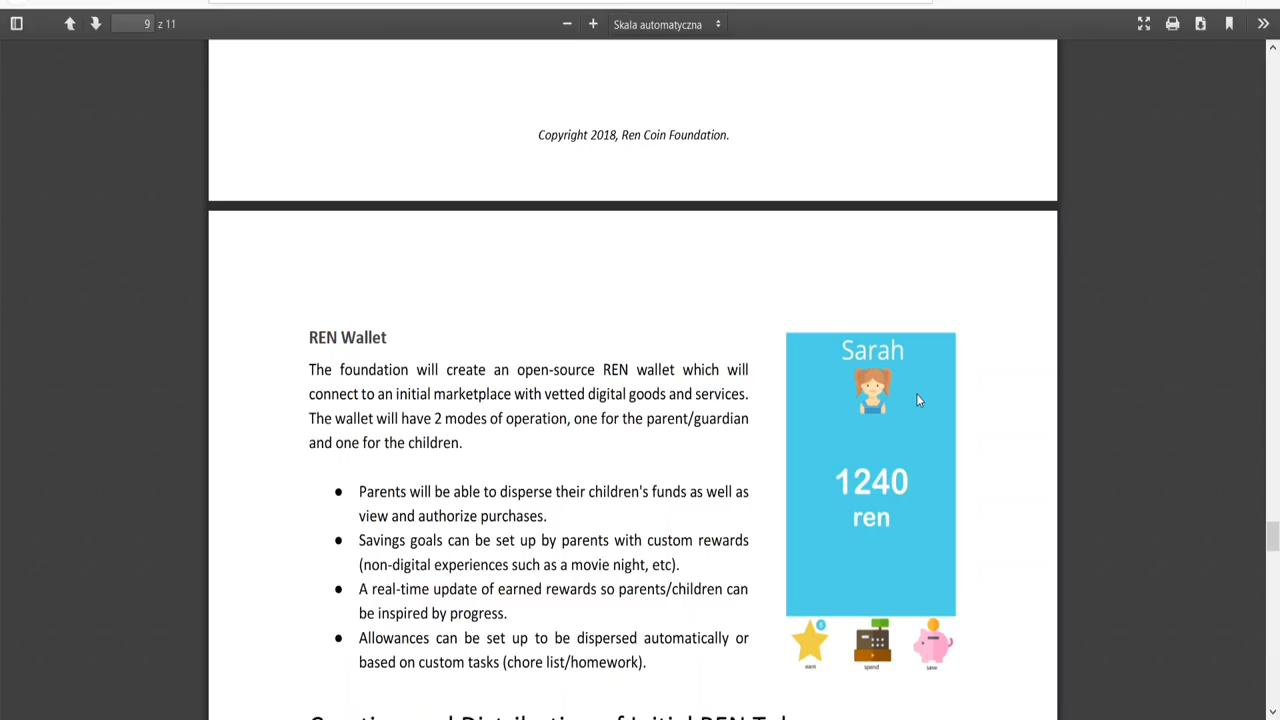 9 z 11
Skala automatyczna
Copyright 2018, Ren Coin Foundation.
REN Wallet
The foundation will create an open-source REN wallet which will
connect to an initial marketplace with vetted digital goods and services.
The wallet will have 2 modes of operation, one for the parent/guardian
and one for the children.
● Parents will be able to disperse their children's funds as well as
view and authorize purchases.
● Savings goals can be set up by parents with custom rewards
(non-digital experiences such as a movie night, etc).
● A real-time update of earned rewards so parents/children can
be inspired by progress.
● Allowances can be set up to be dispersed automatically or
based on custom tasks (chore list/homework).
Sarah
1240
ren
earn spend save